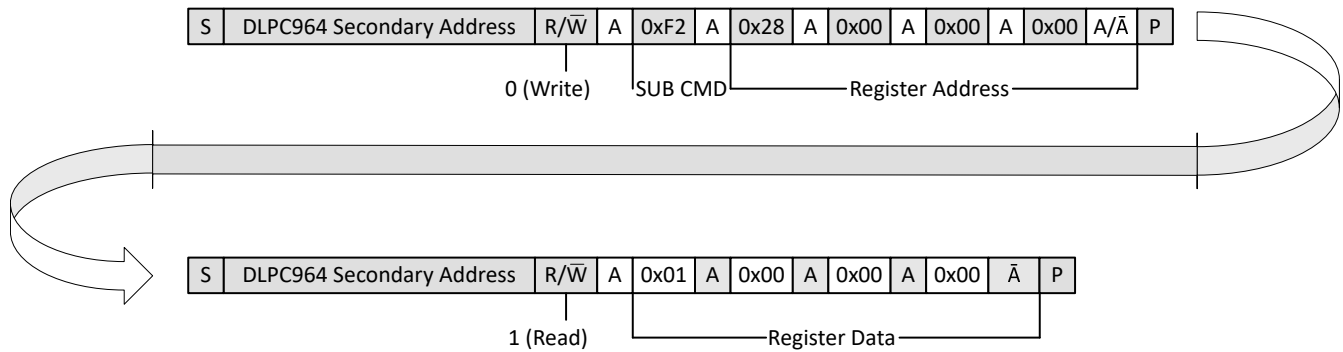 S DLPC964 Secondary Address R/W̅ A 0xF2 A 0x28 A 0x00 A 0x00 A 0x00 A/Ā P
0 (Write) SUB CMD Register Address
S DLPC964 Secondary Address R/W̅ A 0x01 A 0x00 A 0x00 A 0x00 Ā P
1 (Read) Register Data